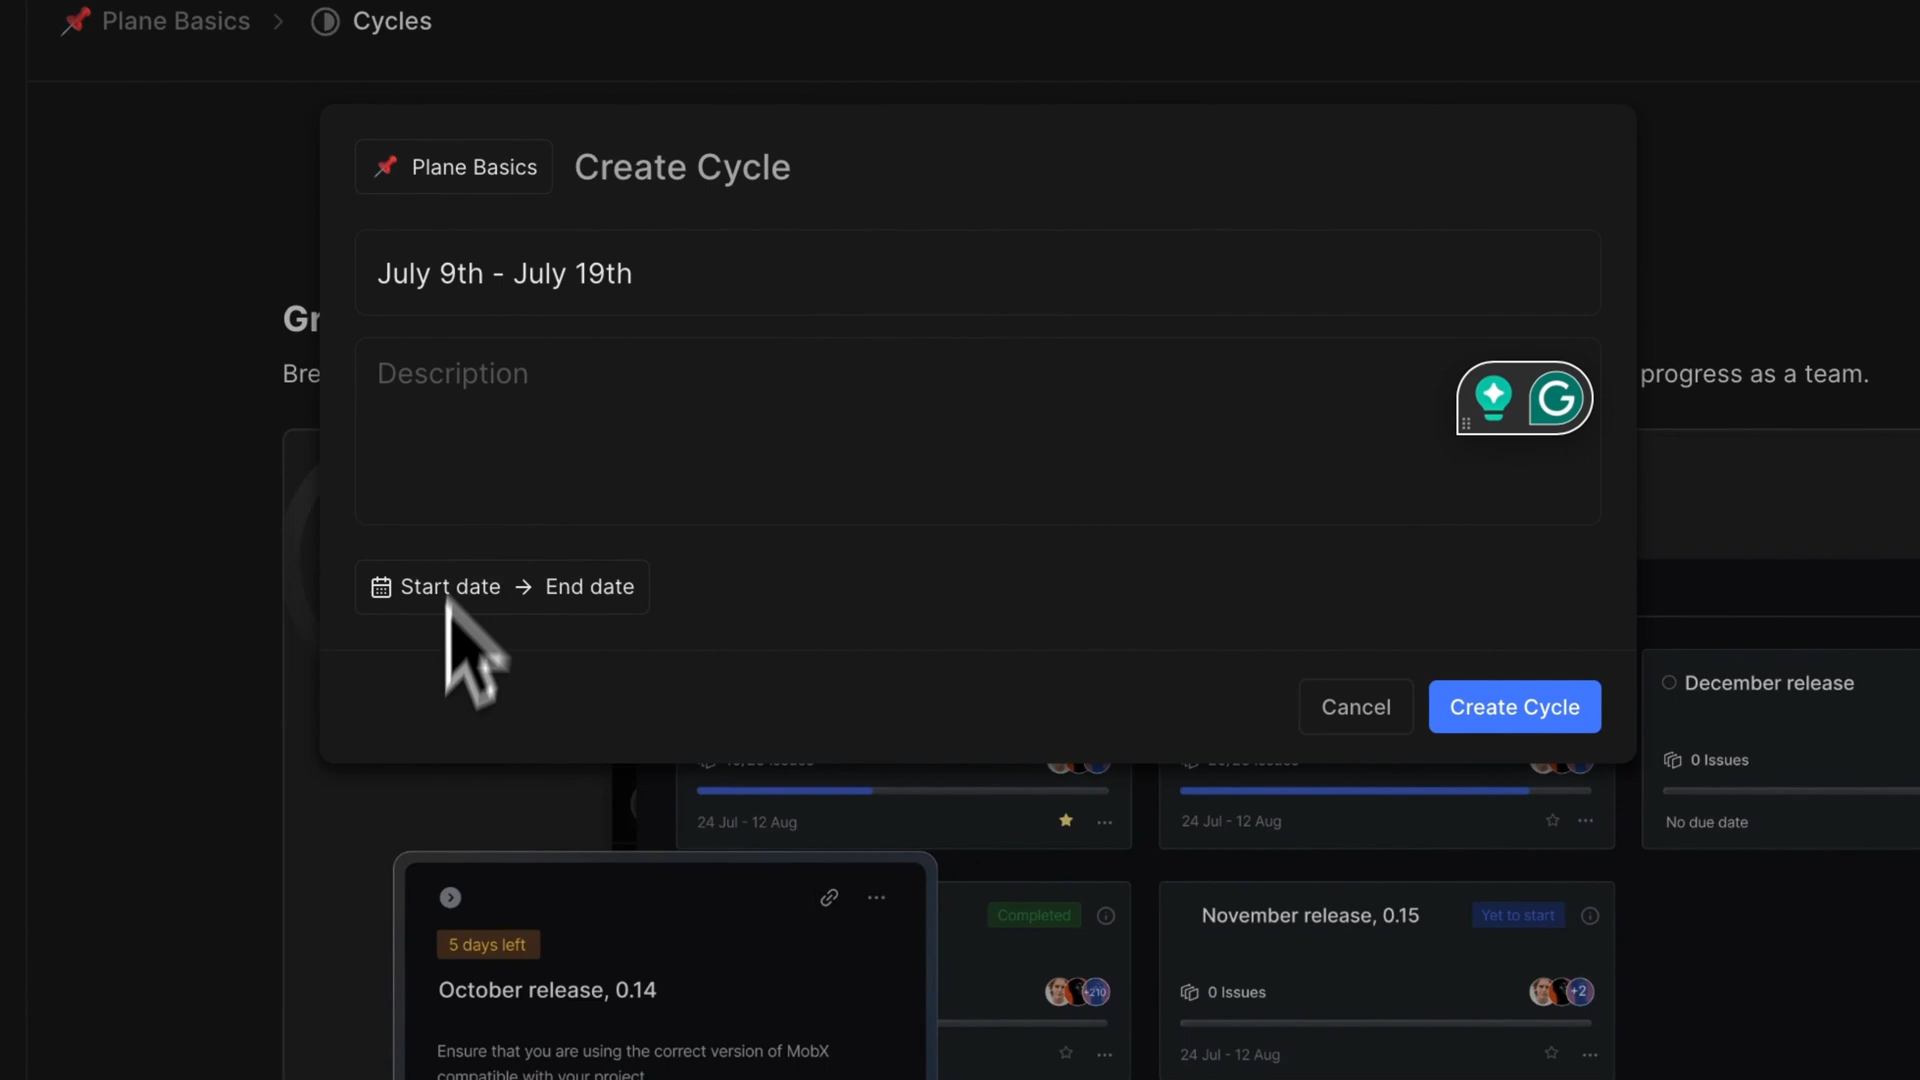 Plane Basics > Cycles
Plane Basics Create Cycle
July 9th - July 19th
Gr
Description
Bre
progress as a team.
Start date → End date
Cancel Create Cycle
December release
0 Issues
24 Jul - 12 Aug
24 Jul - 12 Aug
No due date
5 days left
October release, 0.14
Ensure that you are using the correct version of MobX
compatible with your project
Completed
+210
November release, 0.15 Yet to start
0 Issues +2
24 Jul - 12 Aug